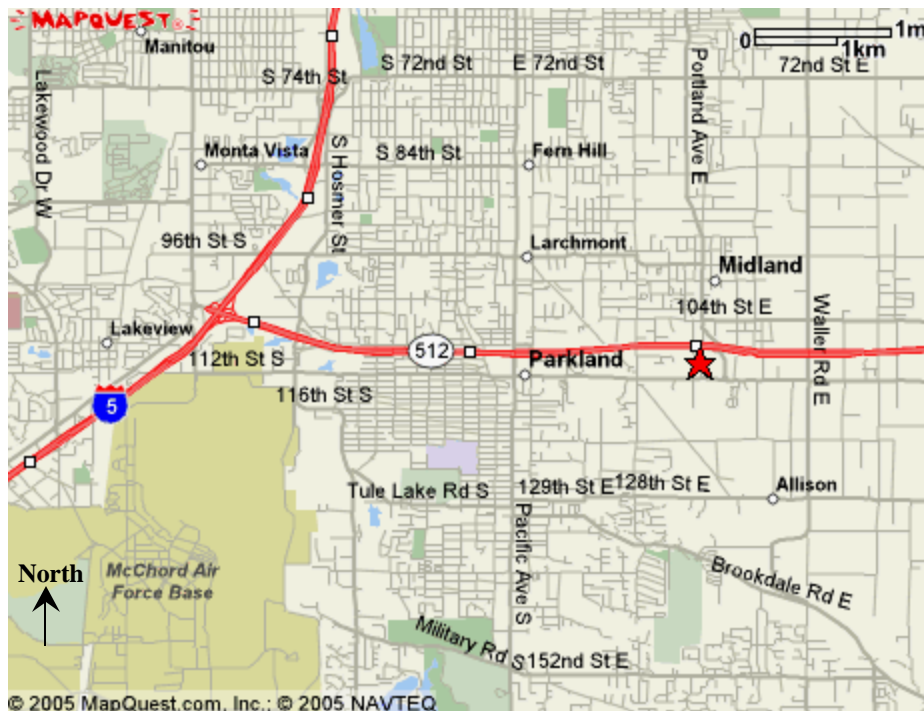 MAPQUEST
Manitou
0 1m
1km
S 74th St
S 72nd St
E 72nd St
72nd St E
Lakewood Dr W
Portland Ave E
Monta Vista
S Hosmer St
S 84th St
Fern Hill
96th St S
Larchmont
Midland
104th St E
Lakeview
512
Waller Rd E
112th St S
Parkland
5
116th St S
Tule Lake Rd S
129th St E
128th St E
Allison
Pacific Ave S
North
McChord Air
Force Base
Brookdale Rd E
Military Rd S
152nd St E
© 2005 MapQuest.com, Inc.; © 2005 NAVTEQ